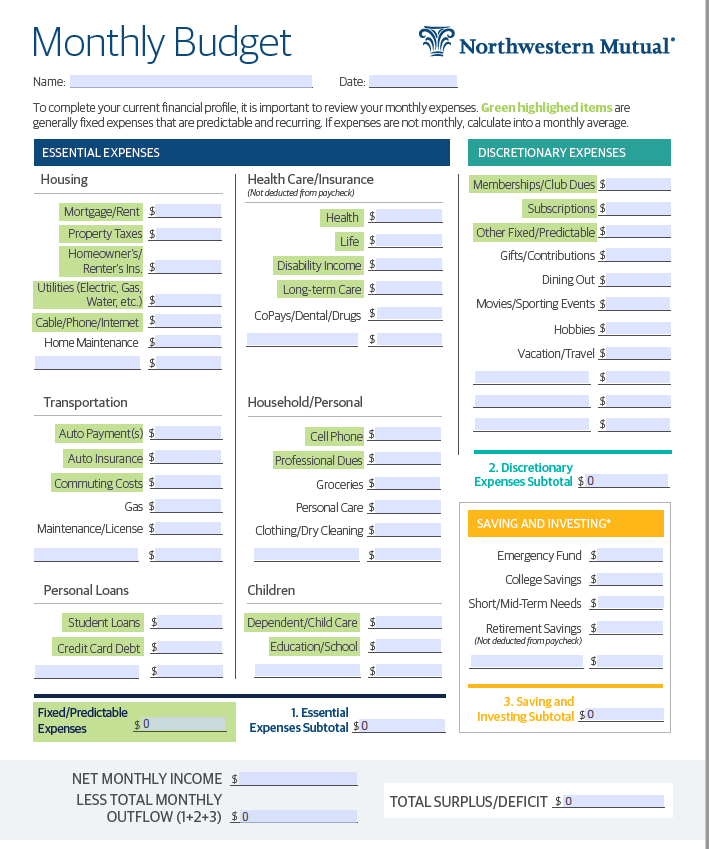 Monthly Budget
Northwestern Mutual®
Name:
Date:
To complete your current financial profile, it is important to review your monthly expenses. Green highlighed items are
generally fixed expenses that are predictable and recurring. If expenses are not monthly, calculate into a monthly average.
ESSENTIAL EXPENSES
Housing
Mortgage/Rent $
Property Taxes $
Homeowner's/
Renter's Ins. $
Utilities (Electric, Gas,
Water, etc.) $
Cable/Phone/Internet $
Home Maintenance $
$
Health Care/Insurance
(Not deducted from paycheck)
Health $
Life $
Disability Income $
Long-term Care $
CoPays/Dental/Drugs $
$
Transportation
Auto Payment(s) $
Auto Insurance $
Commuting Costs $
Gas $
Maintenance/License $
$
Household/Personal
Cell Phone $
Professional Dues $
Groceries $
Personal Care $
Clothing/Dry Cleaning $
$
Personal Loans
Student Loans $
Credit Card Debt $
$
Children
Dependent/Child Care $
Education/School $
$
Fixed/Predictable
Expenses $ 0
1. Essential
Expenses Subtotal $ 0
DISCRETIONARY EXPENSES
Memberships/Club Dues $
Subscriptions $
Other Fixed/Predictable $
Gifts/Contributions $
Dining Out $
Movies/Sporting Events $
Hobbies $
Vacation/Travel $
$
$
$
2. Discretionary
Expenses Subtotal $ 0
SAVING AND INVESTING*
Emergency Fund $
College Savings $
Short/Mid-Term Needs $
Retirement Savings $
(Not deducted from paycheck)
$
3. Saving and
Investing Subtotal $ 0
NET MONTHLY INCOME $
LESS TOTAL MONTHLY
OUTFLOW (1+2+3) $ 0
TOTAL SURPLUS/DEFICIT $ 0